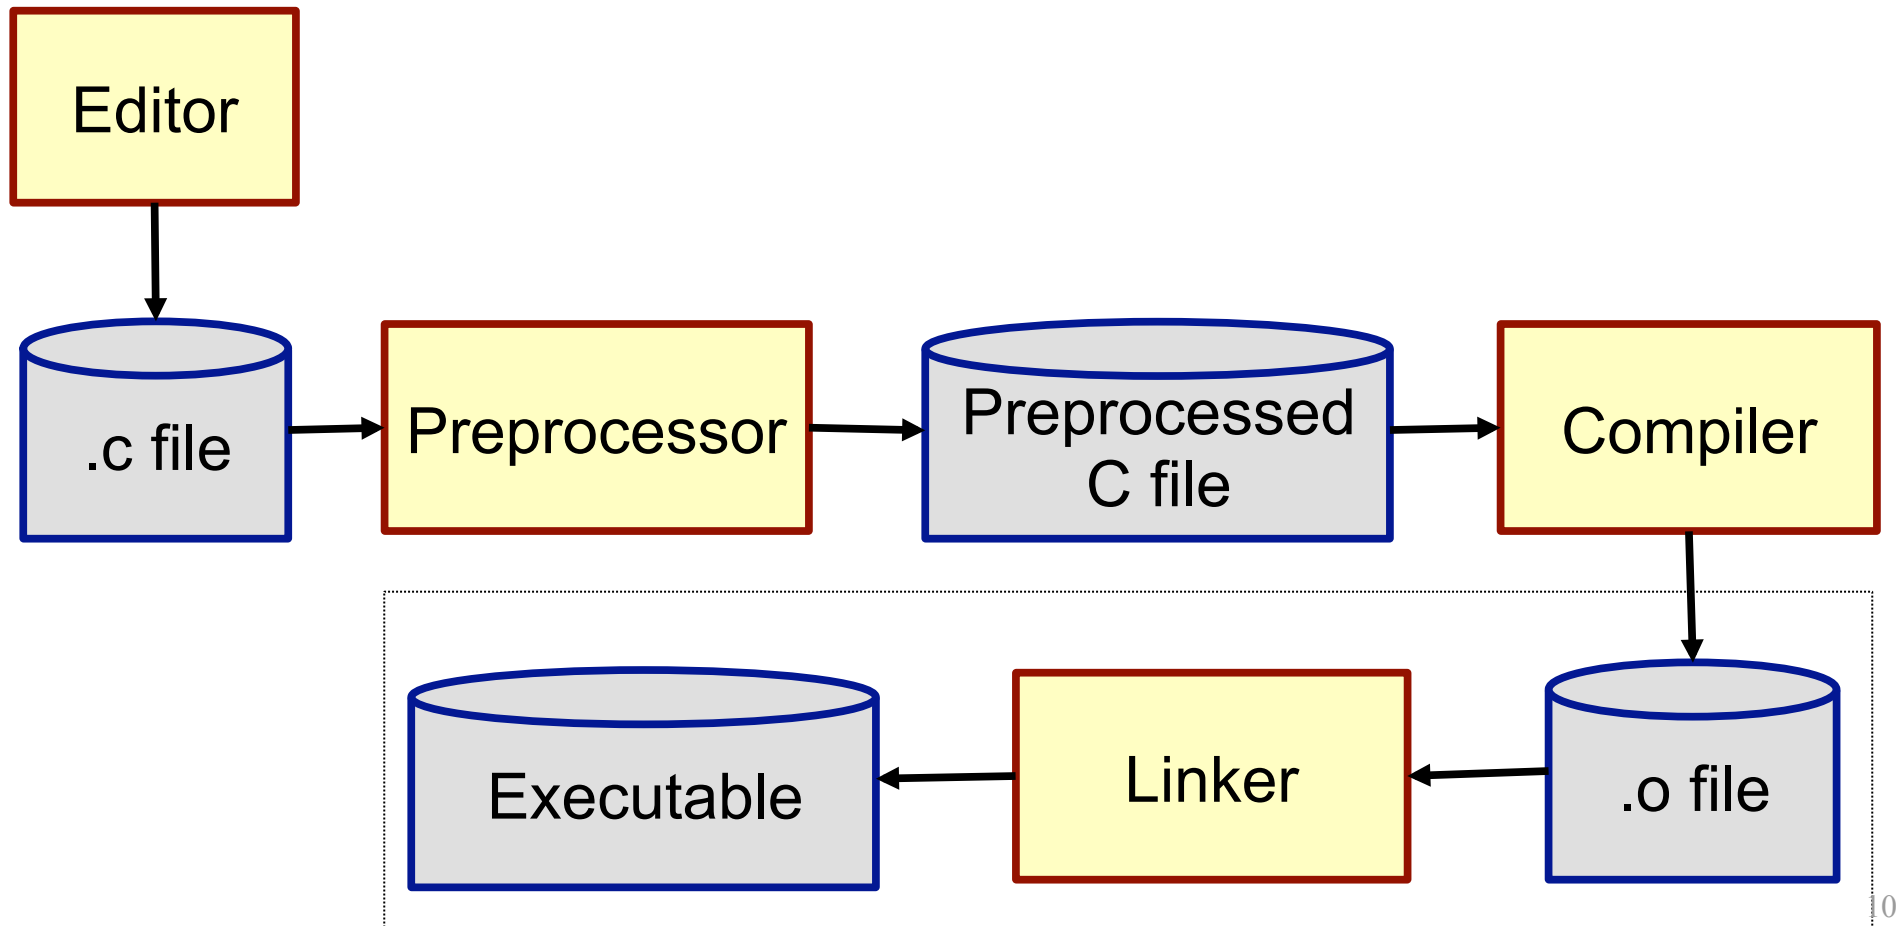 Editor
.c file
Preprocessor
Preprocessed
C file
Compiler
Executable
Linker
.o file
10